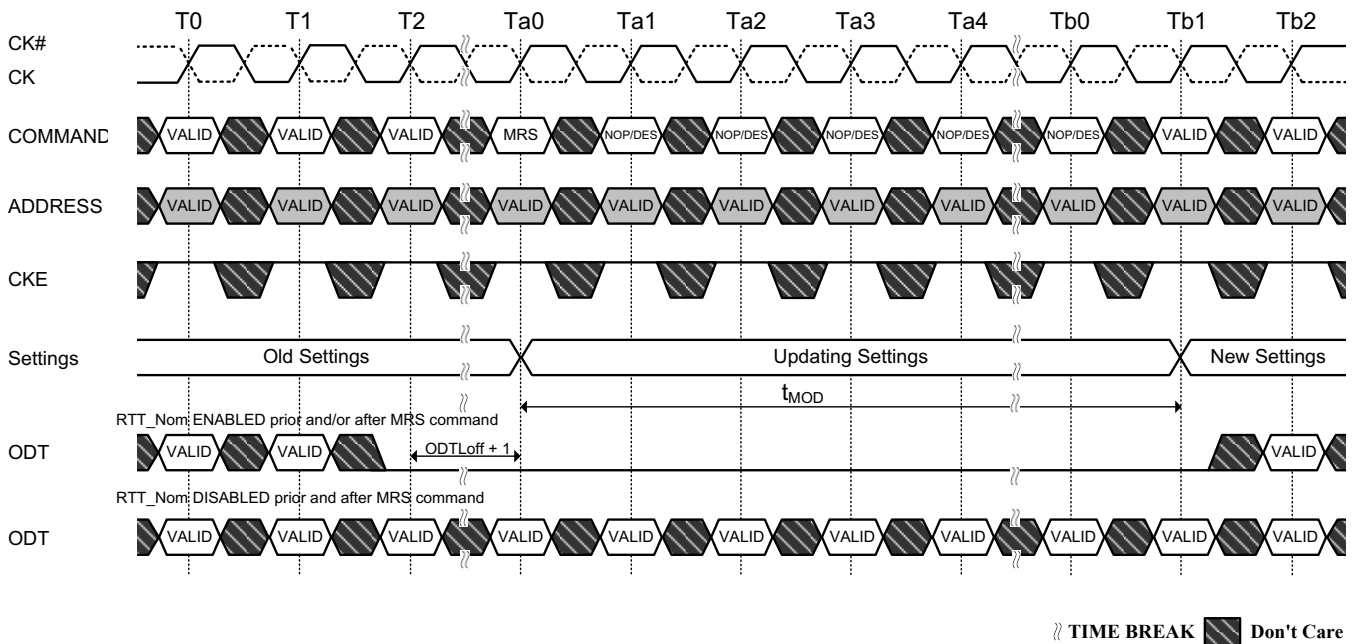 T0 T1 T2 Ta0 Ta1 Ta2 Ta3 Ta4 Tb0 Tb1 Tb2
CK#
CK
COMMAND VALID VALID VALID MRS NOP/DES NOP/DES NOP/DES NOP/DES NOP/DES VALID VALID
ADDRESS VALID VALID VALID VALID VALID VALID VALID VALID VALID VALID VALID
CKE
Settings Old Settings Updating Settings New Settings
tMOD
RTT_Nom ENABLED prior and/or after MRS command
ODT VALID VALID ODTLoff + 1 VALID
RTT_Nom DISABLED prior and after MRS command
ODT VALID VALID VALID VALID VALID VALID VALID VALID VALID VALID VALID
TIME BREAK Don't Care